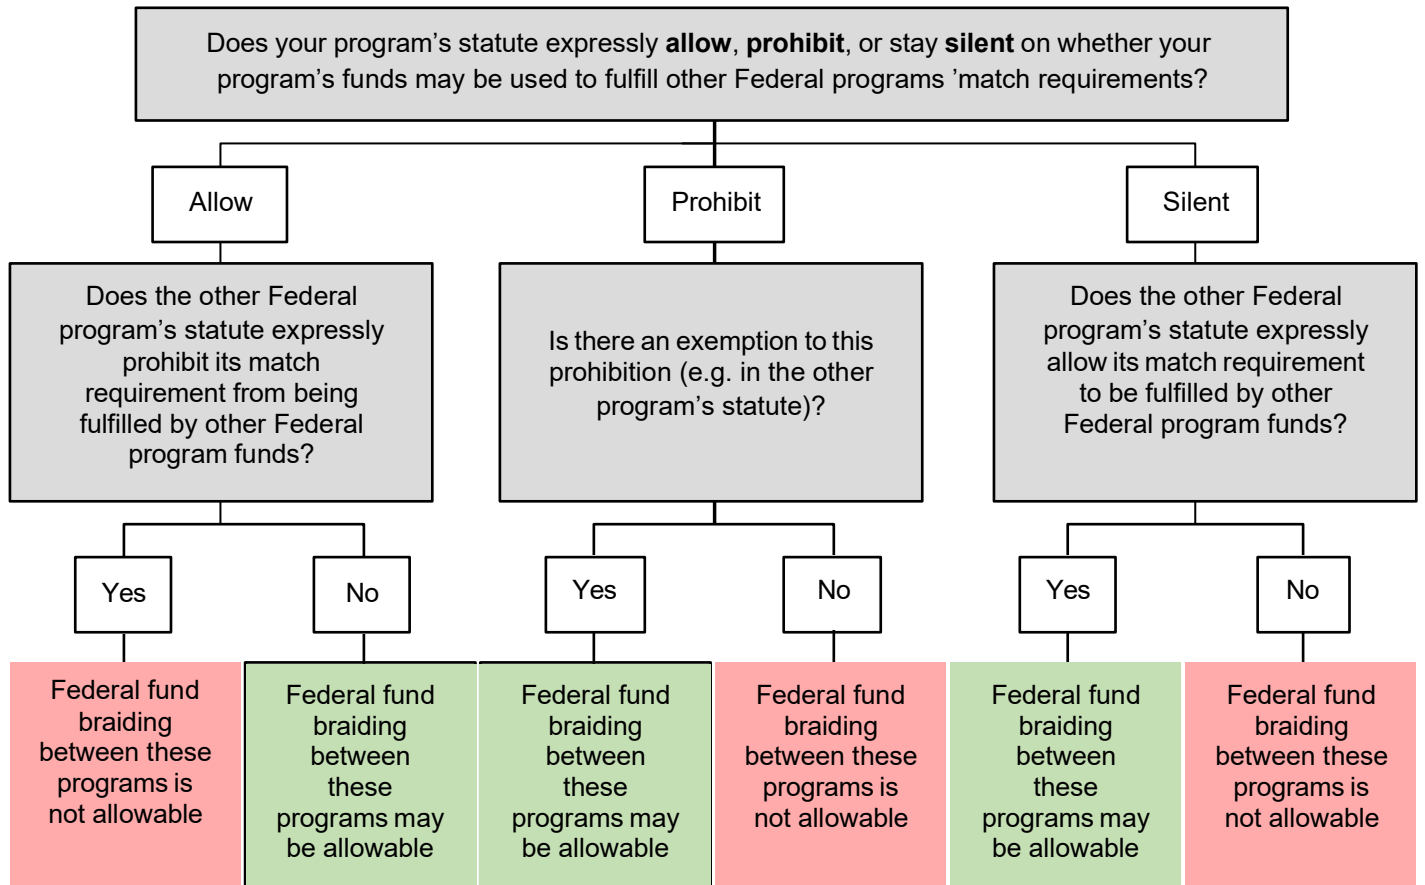 Does your program’s statute expressly allow, prohibit, or stay silent on whether your
program’s funds may be used to fulfill other Federal programs ’match requirements?
Allow
Prohibit
Silent
Does the other Federal
program’s statute expressly
prohibit its match
requirement from being
fulfilled by other Federal
program funds?
Is there an exemption to this
prohibition (e.g. in the other
program’s statute)?
Does the other Federal
program’s statute expressly
allow its match requirement
to be fulfilled by other
Federal program funds?
Yes
No
Yes
No
Yes
No
Federal fund
braiding
between these
programs is
not allowable
Federal fund
braiding
between
these
programs may
be allowable
Federal fund
braiding
between
these
programs may
be allowable
Federal fund
braiding
between these
programs is
not allowable
Federal fund
braiding
between
these
programs may
be allowable
Federal fund
braiding
between these
programs is
not allowable